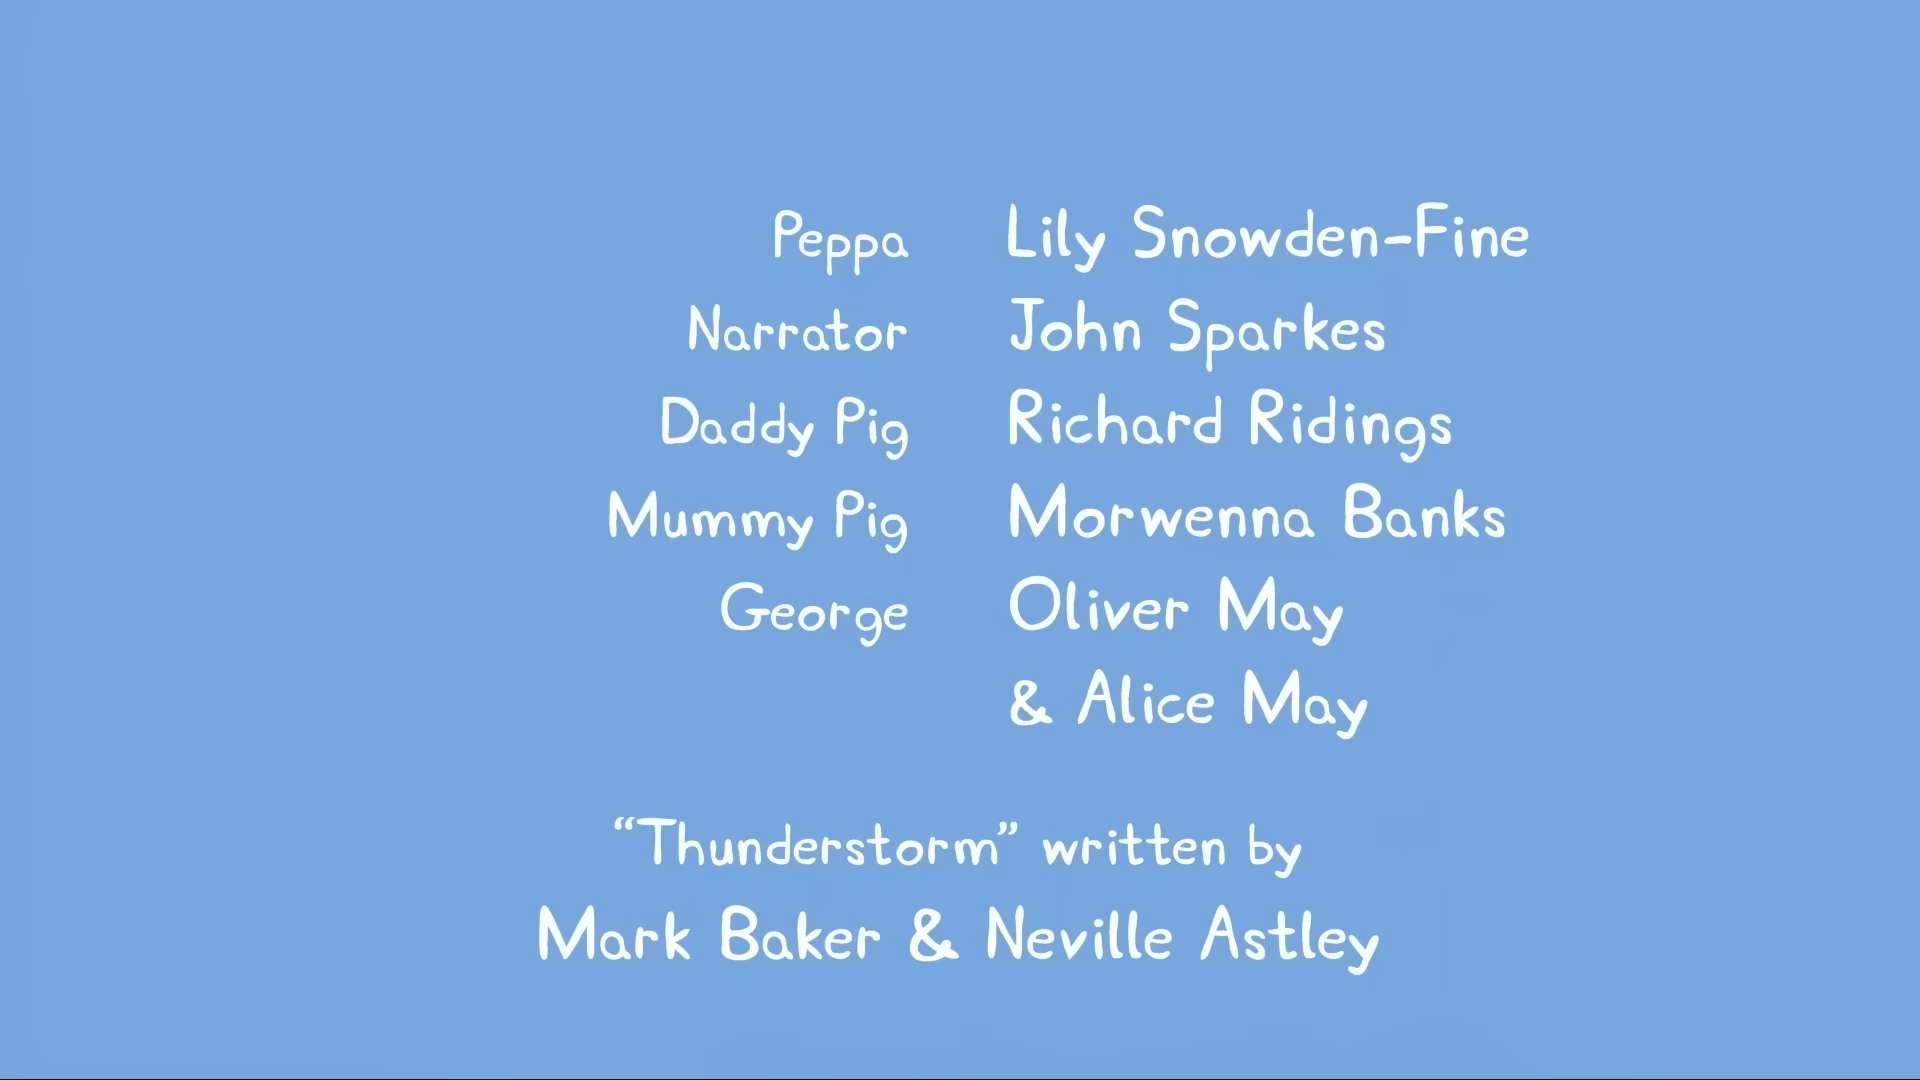 Peppa Lily Snowden-Fine
Narrator John Sparkes
Daddy Pig Richard Ridings
Mummy Pig Morwenna Banks
George Oliver May
& Alice May
“Thunderstorm” written by
Mark Baker & Neville Astley